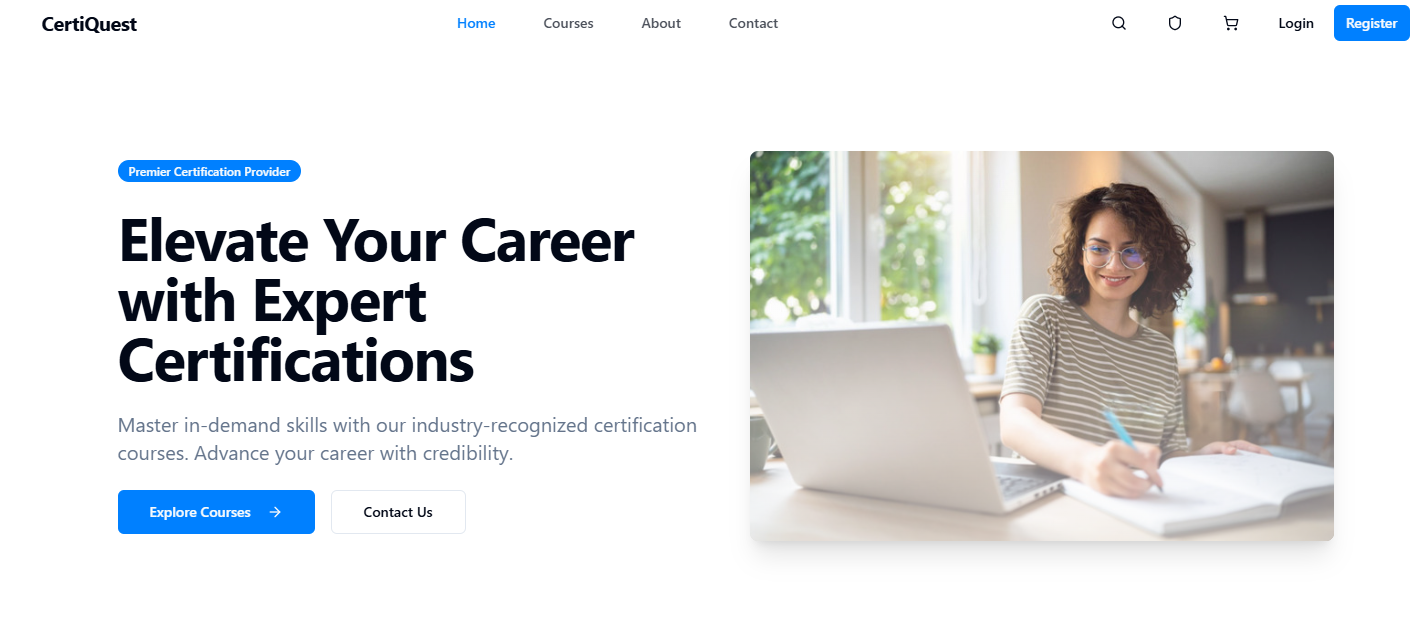 CertiQuest
Home
Courses
About
Contact
Login
Register
Premier Certification Provider
Elevate Your Career
with Expert
Certifications
Master in-demand skills with our industry-recognized certification
courses. Advance your career with credibility.
Explore Courses
Contact Us